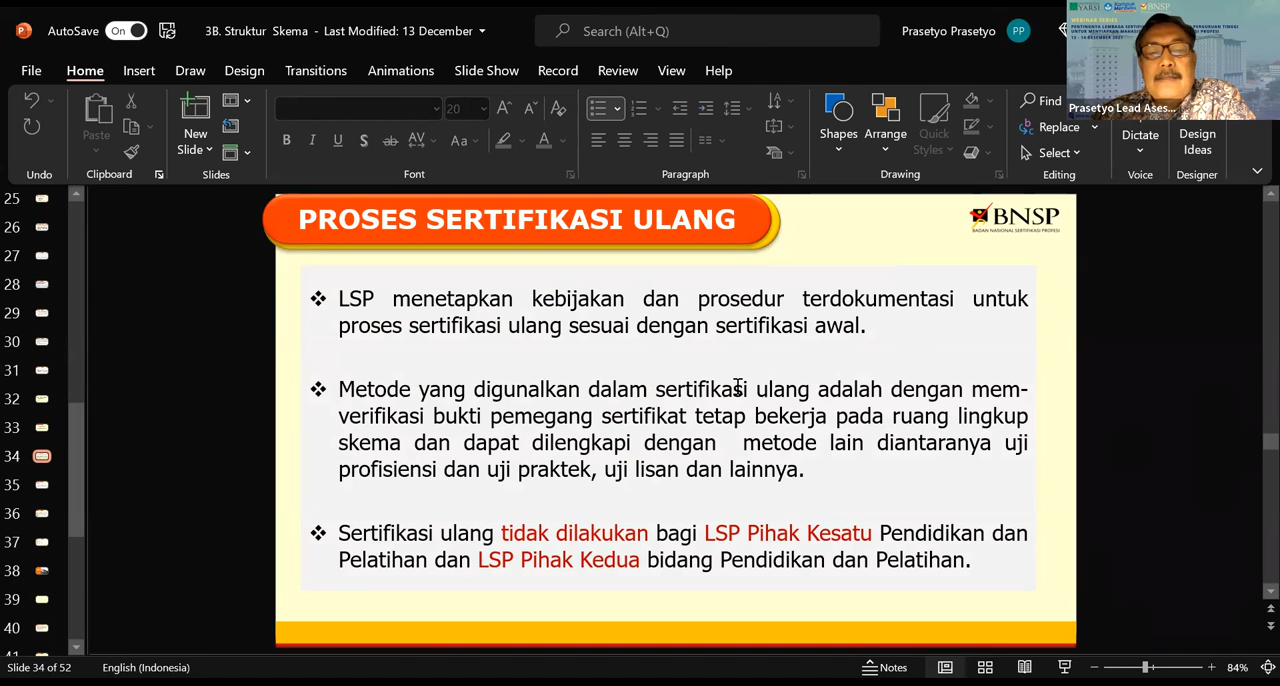 AutoSave On 3B. Struktur Skema - Last Modified: 13 December Search (Alt+Q) Prasetyo Prasetyo PP
File Home Insert Draw Design Transitions Animations Slide Show Record Review View Help
YARSI BNSP
WEBINAR SERIES
Prasetyo Lead Ases...
Paste New Slide 20 B I U S ab AV Aa A
Shapes Arrange Quick Styles Find Replace Select Dictate Design Ideas
Undo Clipboard Slides Font Paragraph Drawing Editing Voice Designer
25
26
27
28
29
30
31
32
33
34
35
36
37
38
39
40
41
PROSES SERTIFIKASI ULANG
BNSP
BADAN NASIONAL SERTIFIKASI PROFESI
❖ LSP menetapkan kebijakan dan prosedur terdokumentasi untuk
proses sertifikasi ulang sesuai dengan sertifikasi awal.
❖ Metode yang digunalkan dalam sertifikasi ulang adalah dengan mem-
verifikasi bukti pemegang sertifikat tetap bekerja pada ruang lingkup
skema dan dapat dilengkapi dengan metode lain diantaranya uji
profisiensi dan uji praktek, uji lisan dan lainnya.
❖ Sertifikasi ulang tidak dilakukan bagi LSP Pihak Kesatu Pendidikan dan
Pelatihan dan LSP Pihak Kedua bidang Pendidikan dan Pelatihan.
Slide 34 of 52 English (Indonesia) Notes 84%